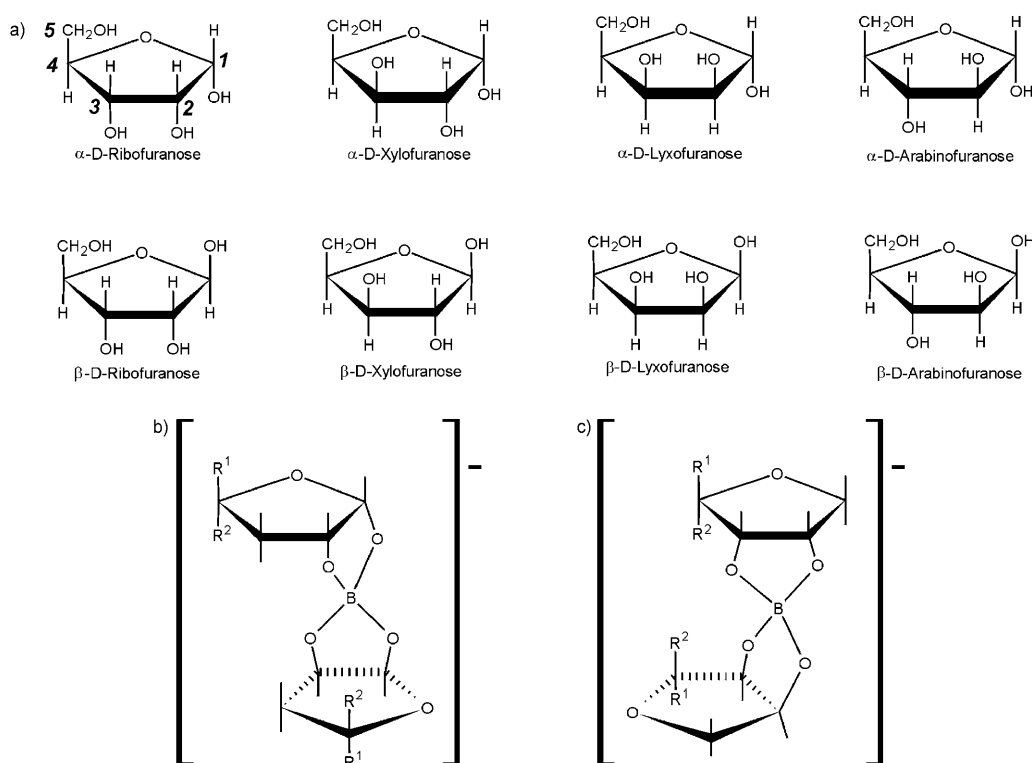 a)
5 CH₂OH O H
4 H H 1
H 3 2 OH
OH OH
α-D-Ribofuranose
CH₂OH O H
OH H
H H OH OH
α-D-Xylofuranose
CH₂OH O H
OH HO
H H H OH
α-D-Lyxofuranose
CH₂OH O H
H HO
H OH H OH
α-D-Arabinofuranose
CH₂OH O OH
H H
H OH OH H
β-D-Ribofuranose
CH₂OH O OH
OH H
H H OH H
β-D-Xylofuranose
CH₂OH O OH
OH HO
H H H H
β-D-Lyxofuranose
CH₂OH O OH
H HO
H OH H H
β-D-Arabinofuranose
b)
–
R¹ O
R² O
O
B
O O
R² O
R¹
c)
–
R¹ O
R²
O O
B
R² O O
R¹
O